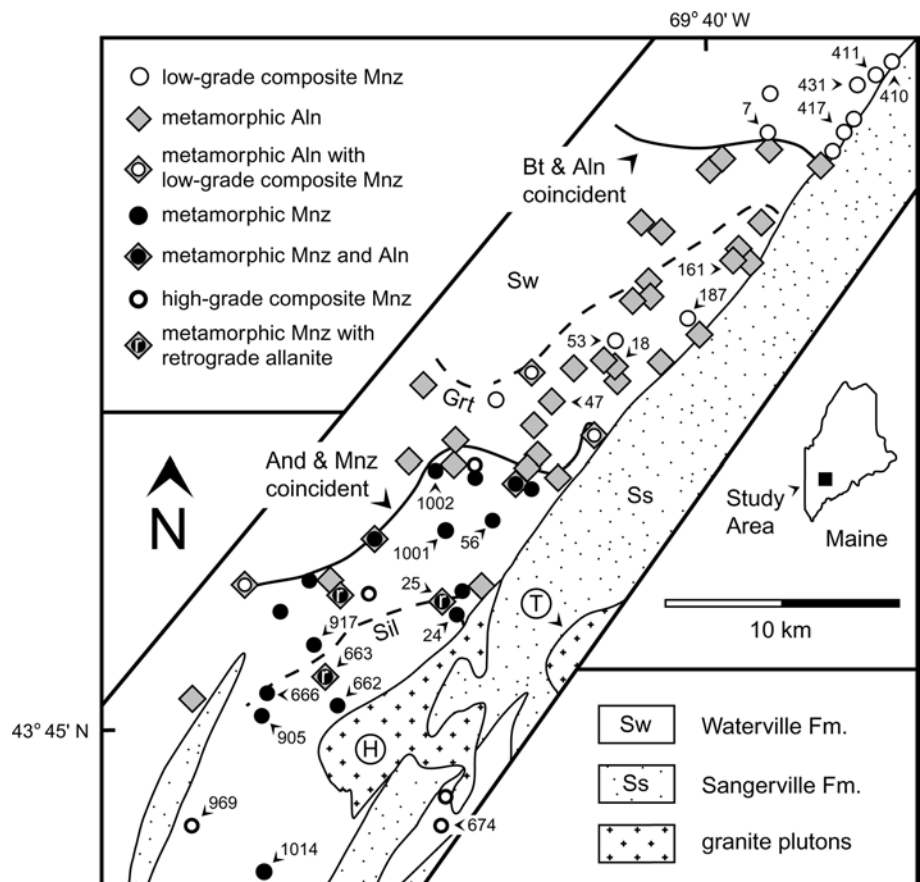 69° 40' W
low-grade composite Mnz
metamorphic Aln
metamorphic Aln with
low-grade composite Mnz
metamorphic Mnz
metamorphic Mnz and Aln
high-grade composite Mnz
r
metamorphic Mnz with
retrograde allanite
411
431
410
417
7
Bt & Aln
coincident
Sw
161
187
53
18
Grt
47
And & Mnz
coincident
1002
Ss
Study
Area
Maine
N
1001
56
25
r
r
T
10 km
24
917
Sil
663
r
666
662
43° 45' N
905
H
Sw
Waterville Fm.
Ss
Sangerville Fm.
969
674
granite plutons
1014